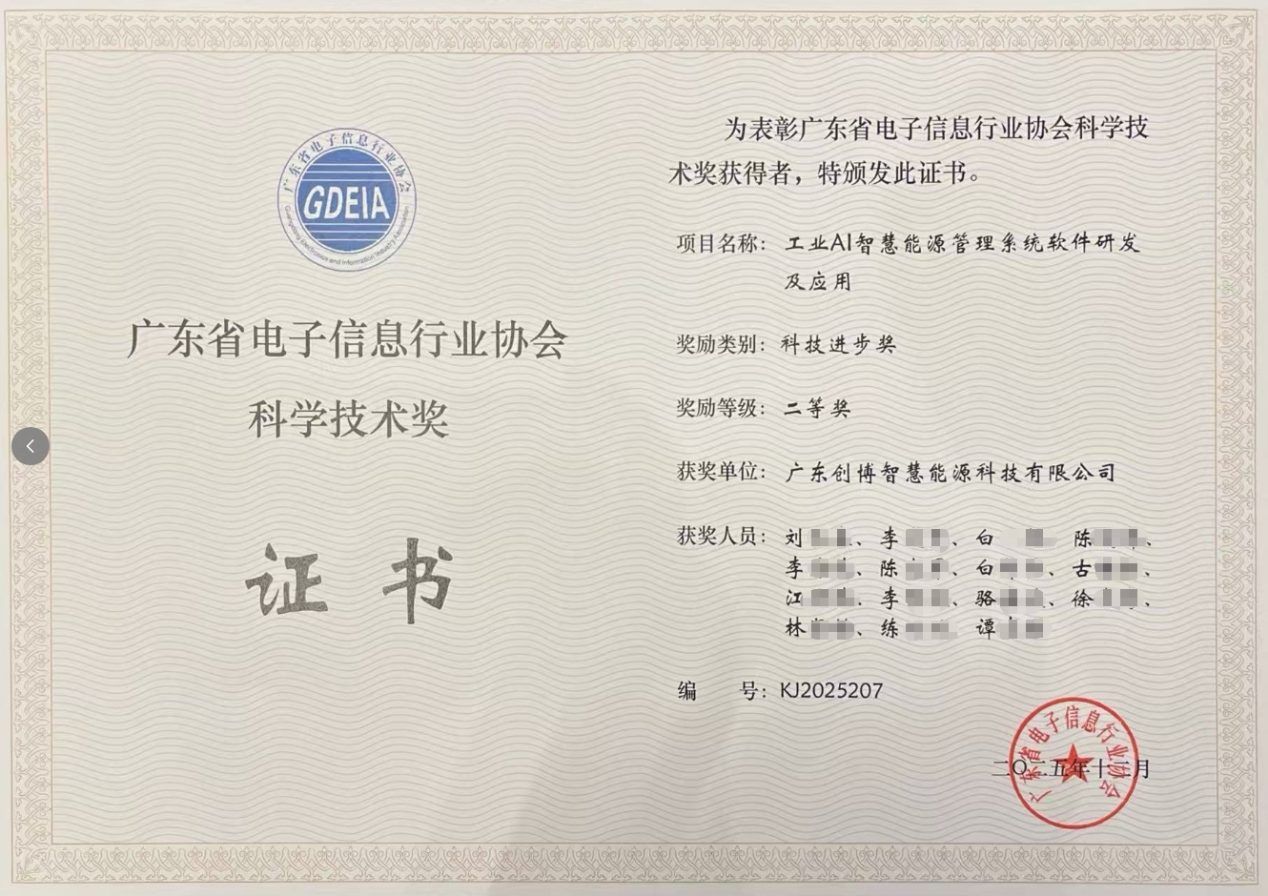 广东省电子信息行业协会
GDEIA
Guangdong Electronics and Information Industry Association
广东省电子信息行业协会
科学技术奖
证书
为表彰广东省电子信息行业协会科学技
术奖获得者，特颁发此证书。
项目名称：工业AI智慧能源管理系统软件研发
及应用
奖励类别：科技进步奖
奖励等级：二等奖
获奖单位：广东创博智慧能源科技有限公司
获奖人员：刘、李、白 陈、
李、陈、白、古、
江、李、骆、徐、
林、练 谭
编 号：KJ2025207
广东省电子信息行业协会
二〇二五年十二月